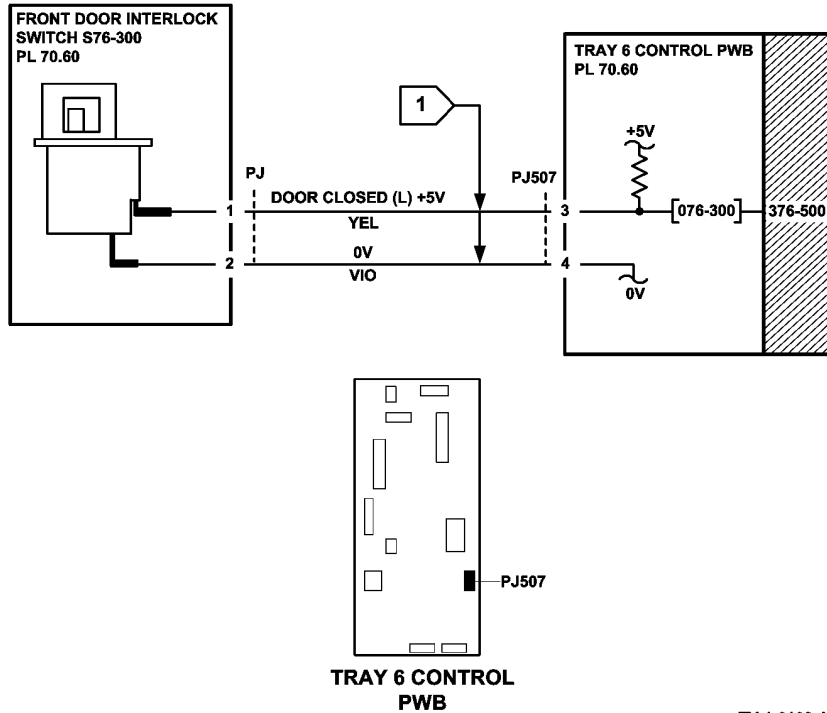 FRONT DOOR INTERLOCK
SWITCH S76-300
PL 70.60
TRAY 6 CONTROL PWB
PL 70.60
1
+5V
PJ
PJ507
1
DOOR CLOSED (L) +5V
YEL
3
[076-300]
376-500
2
0V
VIO
4
0V
PJ507
TRAY 6 CONTROL
PWB